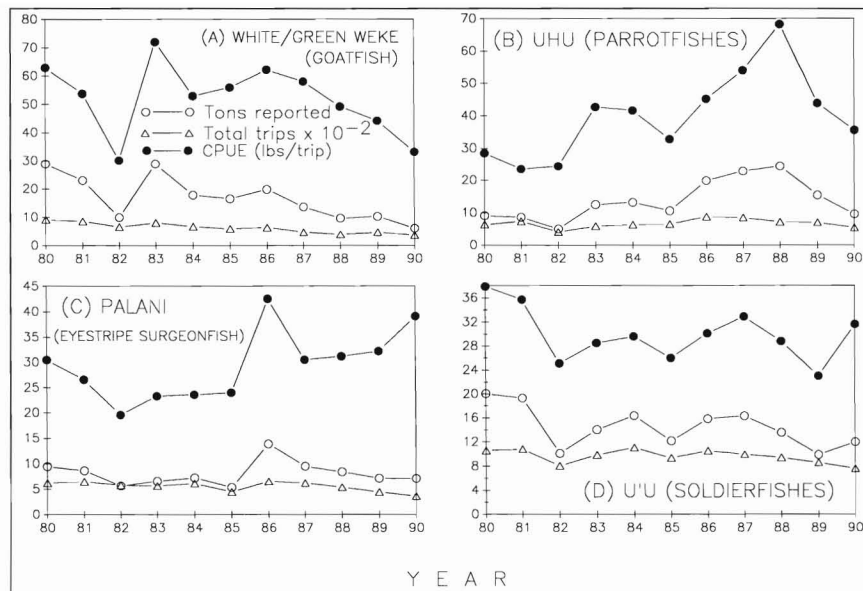 (A) WHITE/GREEN WEKE
(GOATFISH)
Tons reported
Total trips x 10⁻²
CPUE (lbs/trip)
80
70
60
50
40
30
20
10
0
80 81 82 83 84 85 86 87 88 89 90
(B) UHU (PARROTFISHES)
70
60
50
40
30
20
10
0
80 81 82 83 84 85 86 87 88 89 90
(C) PALANI
(EYESTRIPE SURGEONFISH)
45
40
35
30
25
20
15
10
5
0
80 81 82 83 84 85 86 87 88 89 90
36
32
28
24
20
16
12
8
4
0
(D) U'U (SOLDIERFISHES)
80 81 82 83 84 85 86 87 88 89 90
YEAR